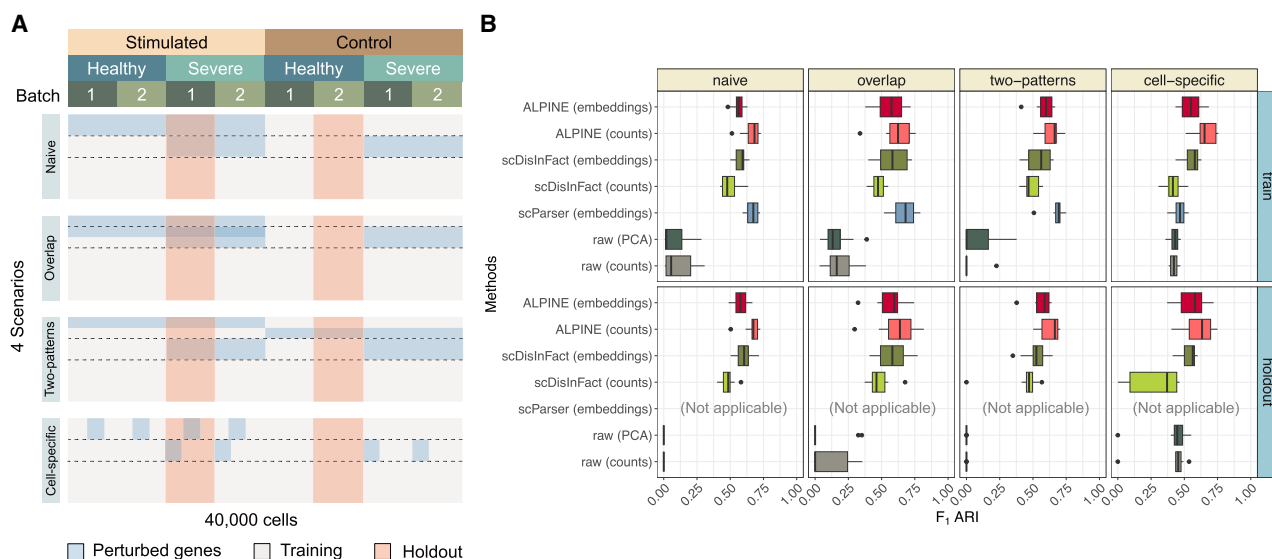 A
Stimulated Control
Healthy Severe Healthy Severe
Batch 1 2 1 2 1 2 1 2
4 Scenarios
Naive
Overlap
Two-patterns
Cell-specific
40,000 cells
Perturbed genes Training Holdout
B
naive overlap two−patterns cell−specific
Methods
ALPINE (embeddings)
ALPINE (counts)
scDisInFact (embeddings)
scDisInFact (counts)
scParser (embeddings)
raw (PCA)
raw (counts)
train
ALPINE (embeddings)
ALPINE (counts)
scDisInFact (embeddings)
scDisInFact (counts)
scParser (embeddings) (Not applicable) (Not applicable) (Not applicable) (Not applicable)
raw (PCA)
raw (counts)
holdout
0.00 0.25 0.50 0.75 1.00 0.00 0.25 0.50 0.75 1.00 0.00 0.25 0.50 0.75 1.00 0.00 0.25 0.50 0.75 1.00
F1 ARI